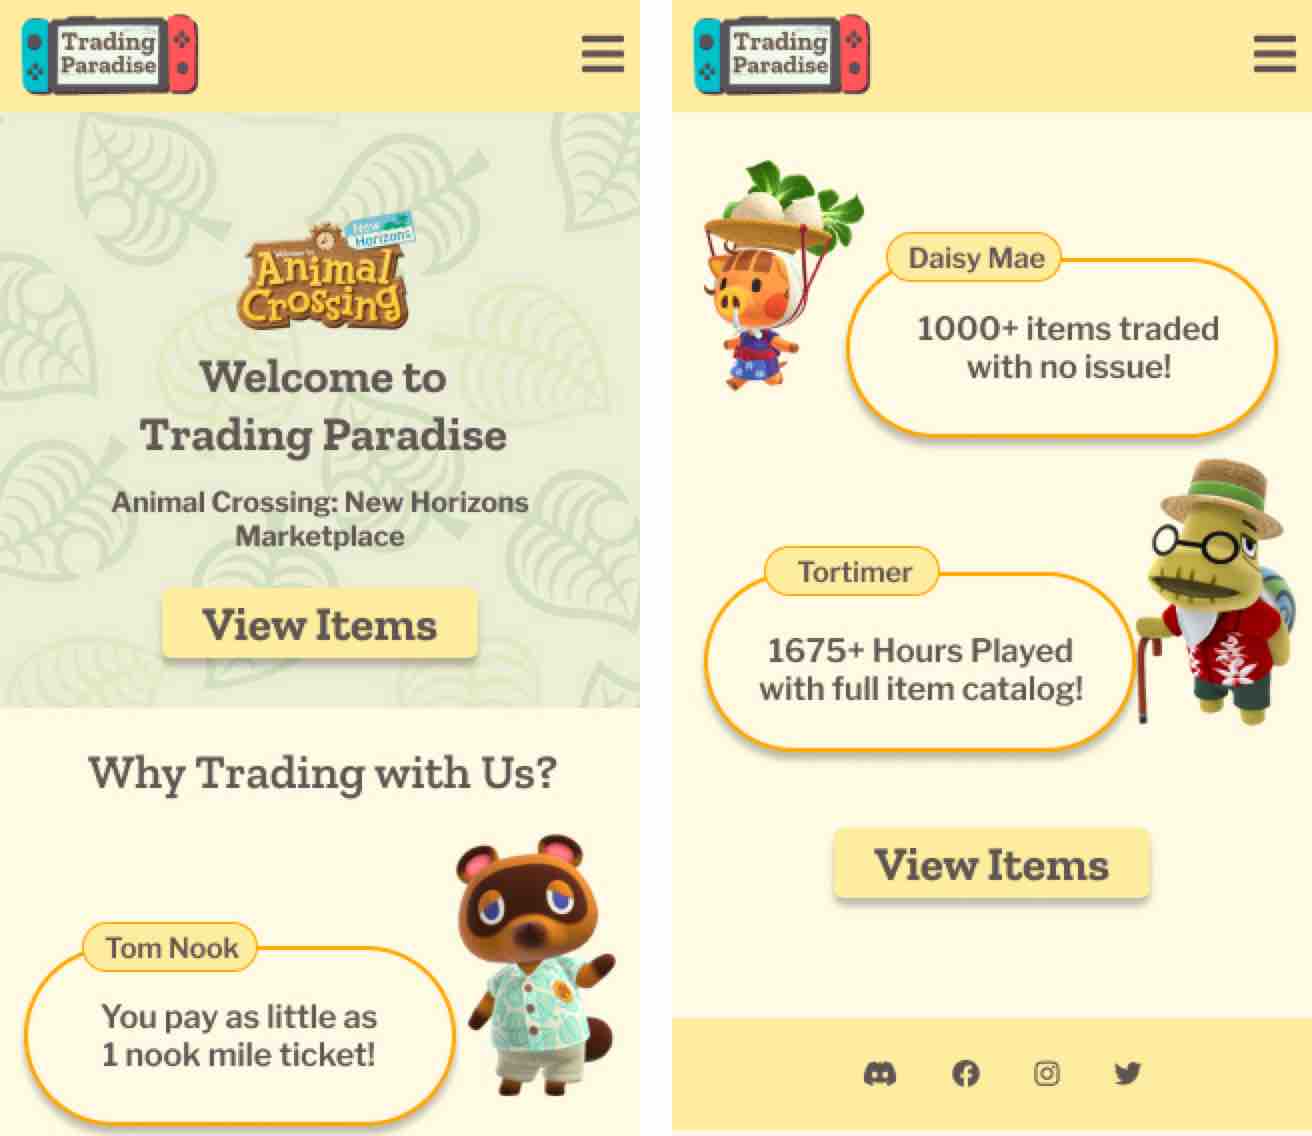 Trading
Paradise
New
Horizons
Animal
Crossing
Welcome to
Trading Paradise
Animal Crossing: New Horizons
Marketplace
View Items
Why Trading with Us?
Tom Nook
You pay as little as
1 nook mile ticket!
Trading
Paradise
Daisy Mae
1000+ items traded
with no issue!
Tortimer
1675+ Hours Played
with full item catalog!
View Items